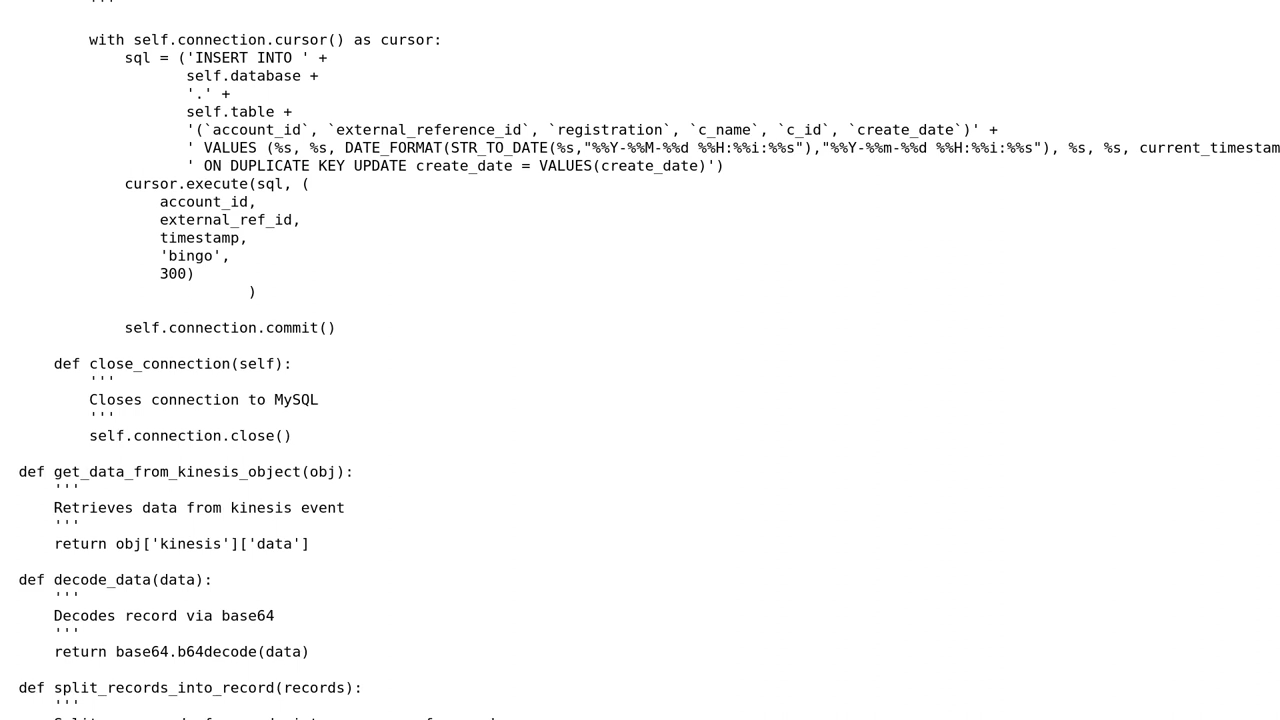 '''
with self.connection.cursor() as cursor:
sql = ('INSERT INTO ' +
self.database +
'.' +
self.table +
'(`account_id`, `external_reference_id`, `registration`, `c_name`, `c_id`, `create_date`)' +
' VALUES (%s, %s, DATE_FORMAT(STR_TO_DATE(%s,"%%Y-%%M-%%d %%H:%%i:%%s"),"%%Y-%%m-%%d %%H:%%i:%%s"), %s, %s, current_timestam
' ON DUPLICATE KEY UPDATE create_date = VALUES(create_date)')
cursor.execute(sql, (
account_id,
external_ref_id,
timestamp,
'bingo',
300)
)
self.connection.commit()
def close_connection(self):
'''
Closes connection to MySQL
'''
self.connection.close()
def get_data_from_kinesis_object(obj):
'''
Retrieves data from kinesis event
'''
return obj['kinesis']['data']
def decode_data(data):
'''
Decodes record via base64
'''
return base64.b64decode(data)
def split_records_into_record(records):
'''